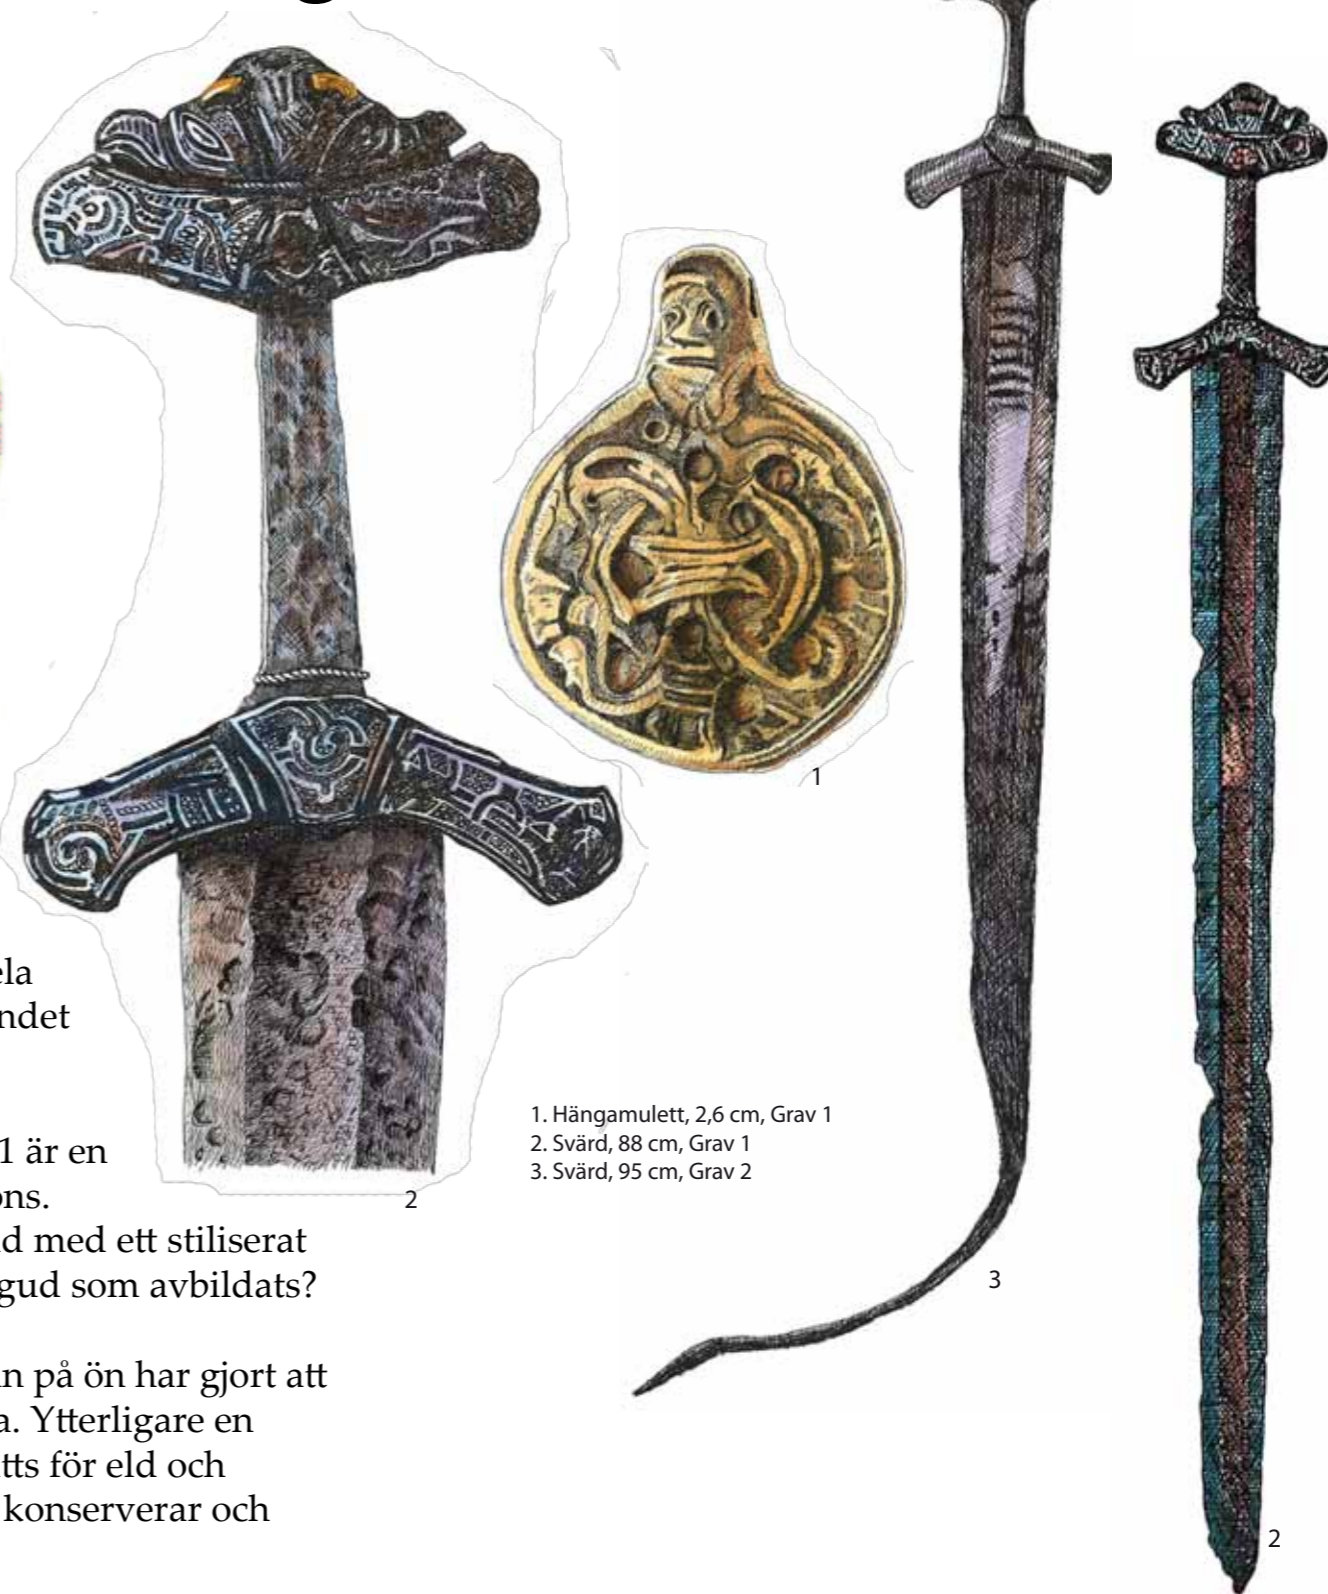 1
ndet
1 är en
ons.
d med ett stiliserat
gud som avbildats?
n på ön har gjort att
a. Ytterligare en
tts för eld och
konserverar och
2
1. Hängamulett, 2,6 cm, Grav 1
2. Svärd, 88 cm, Grav 1
3. Svärd, 95 cm, Grav 2
3
2